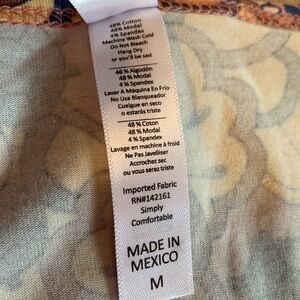 48% Cotton
48% Modal
4% Spandex
Machine Wash Cold
Do Not Bleach
Hang Dry
or you'll be sad
48% Algodón
48% Modal
4% Spandex
Lavar A Máquina En Frío
No Usa Blanqueador
Cuelgue en seco
o estarás triste
48% Coton
48% Modal
4% Spandex
Lavage en machine à froid
Ne Pas Javelliser
Accrochez sec
ou vous serez triste
Imported Fabric
RN#142161
Simply
Comfortable
MADE IN
MEXICO
M